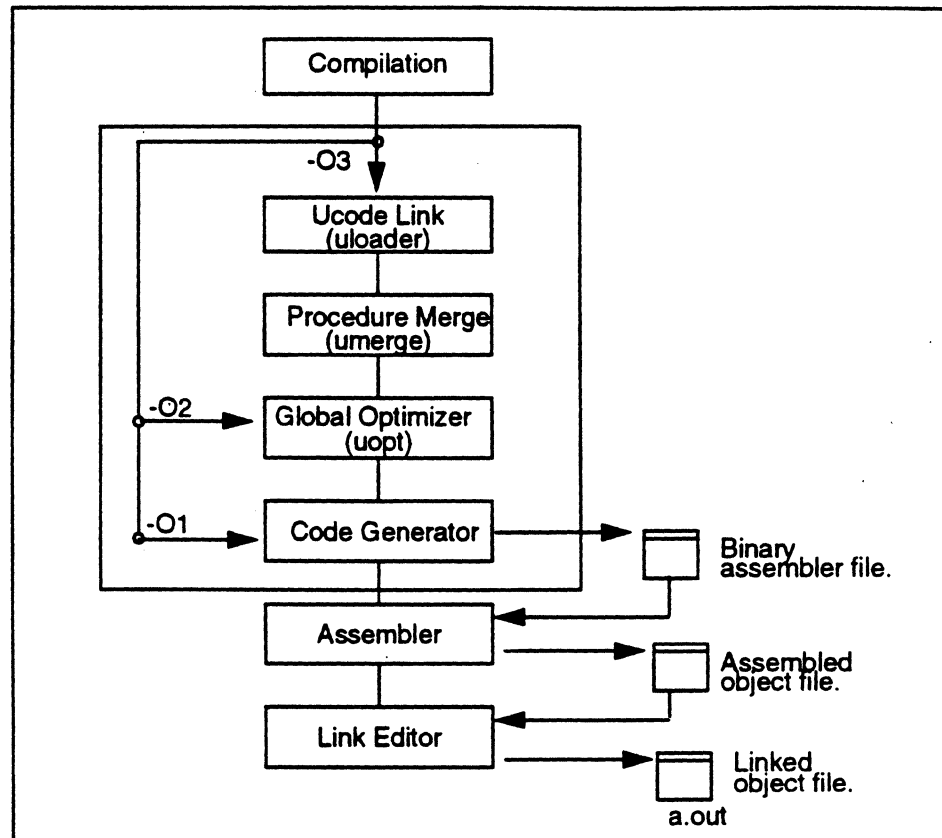 Compilation
-O3
Ucode Link
(uloader)
Procedure Merge
(umerge)
-O2
Global Optimizer
(uopt)
-O1
Code Generator
Binary
assembler file.
Assembler
Assembled
object file.
Link Editor
Linked
object file.
a.out